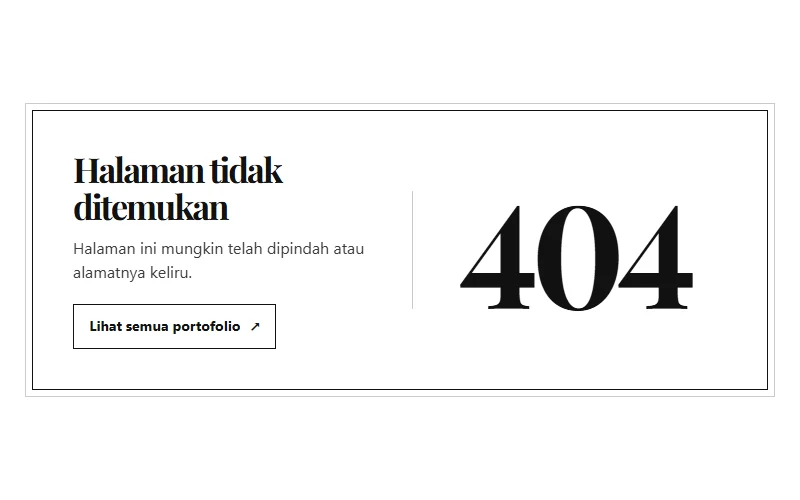 Halaman tidak
ditemukan
Halaman ini mungkin telah dipindah atau
alamatnya keliru.
Lihat semua portofolio ↗
404